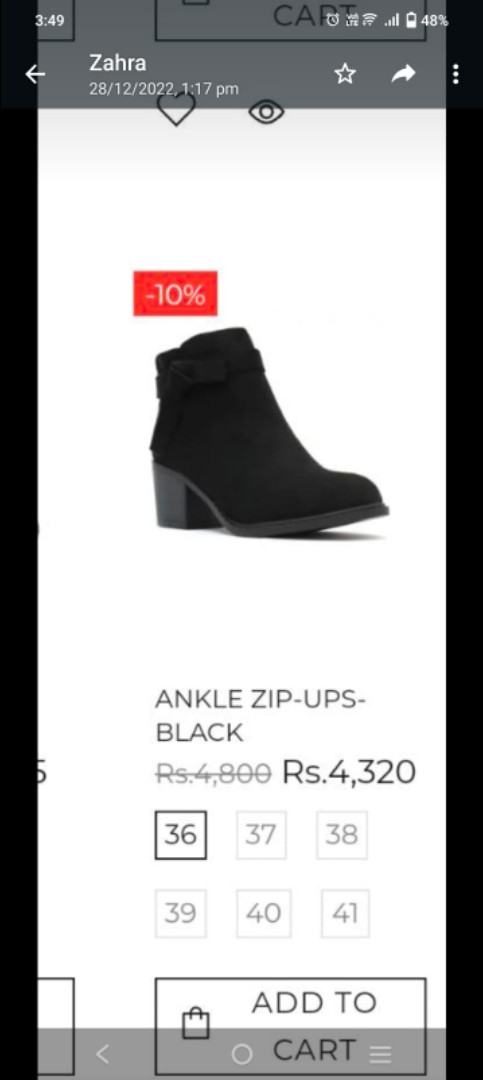 CART
3:49
48%
Zahra
28/12/2022, 1:17 pm
-10%
ANKLE ZIP-UPS-
BLACK
Rs.4,800 Rs.4,320
5
36 37 38
39 40 41
ADD TO
CART